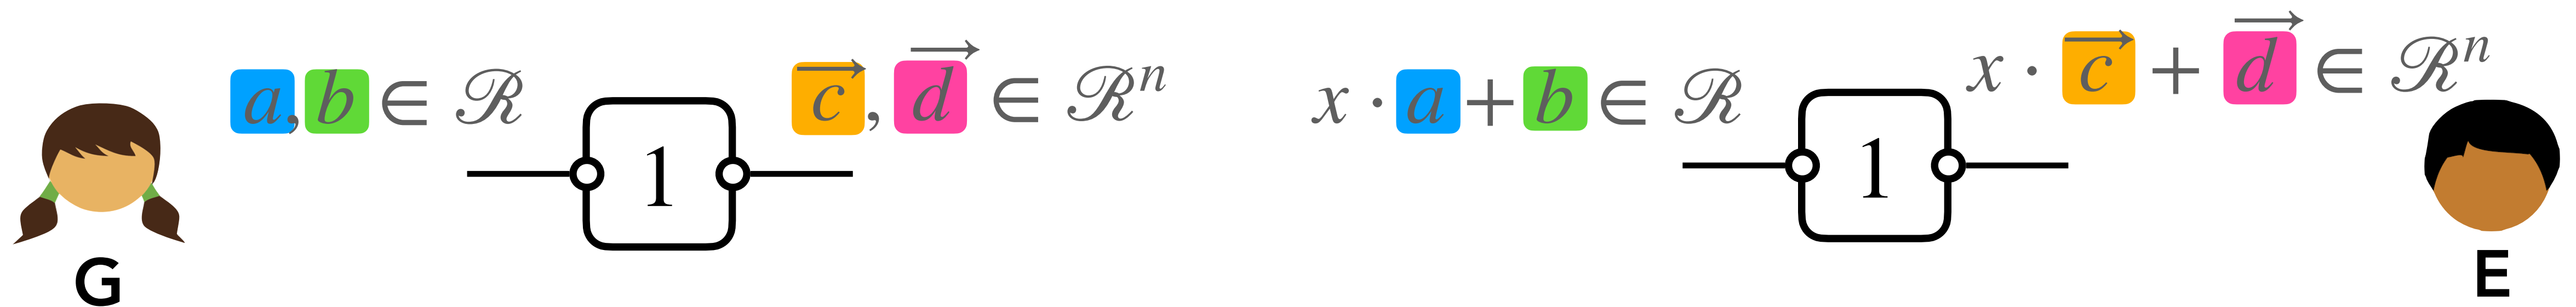 a, b ∈ ℛ
c⃗, d⃗ ∈ ℛⁿ
x · a + b ∈ ℛ
x · c⃗ + d⃗ ∈ ℛⁿ
1
1
G
E